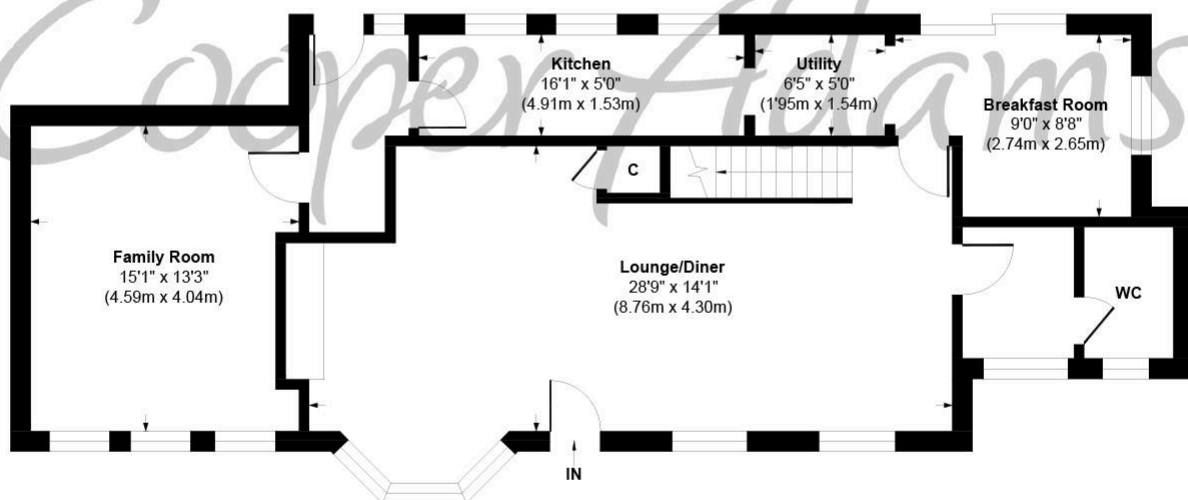 Cooper Adams
Kitchen
16'1" x 5'0"
(4.91m x 1.53m)
Utility
6'5" x 5'0"
(1'95m x 1.54m)
Breakfast Room
9'0" x 8'8"
(2.74m x 2.65m)
C
Family Room
15'1" x 13'3"
(4.59m x 4.04m)
Lounge/Diner
28'9" x 14'1"
(8.76m x 4.30m)
WC
IN